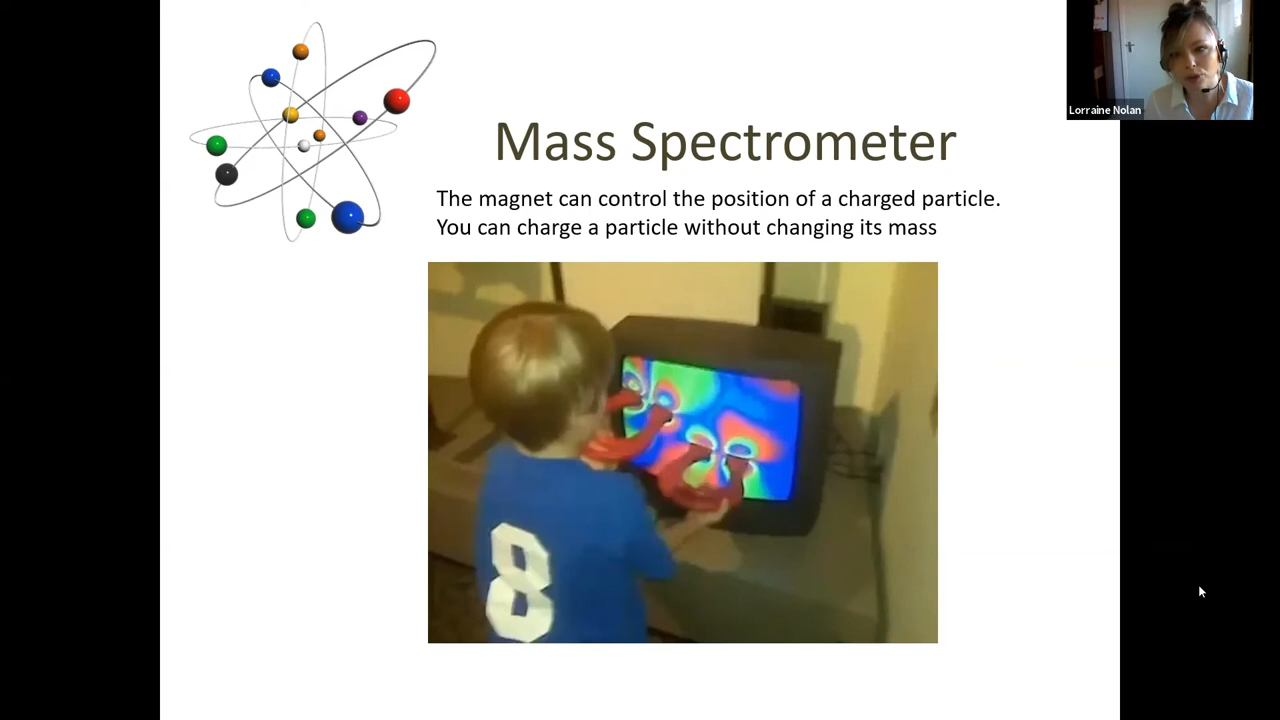 Lorraine Nolan
Mass Spectrometer
The magnet can control the position of a charged particle.
You can charge a particle without changing its mass
8